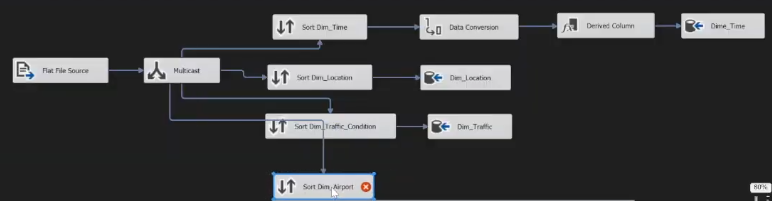 Sort Dim_Time
Data Conversion
Derived Column
Dime_Time
Flat File Source
Multicast
Sort Dim_Location
Dim_Location
Sort Dim_Traffic_Condition
Dim_Traffic
Sort Dim_Airport
80%